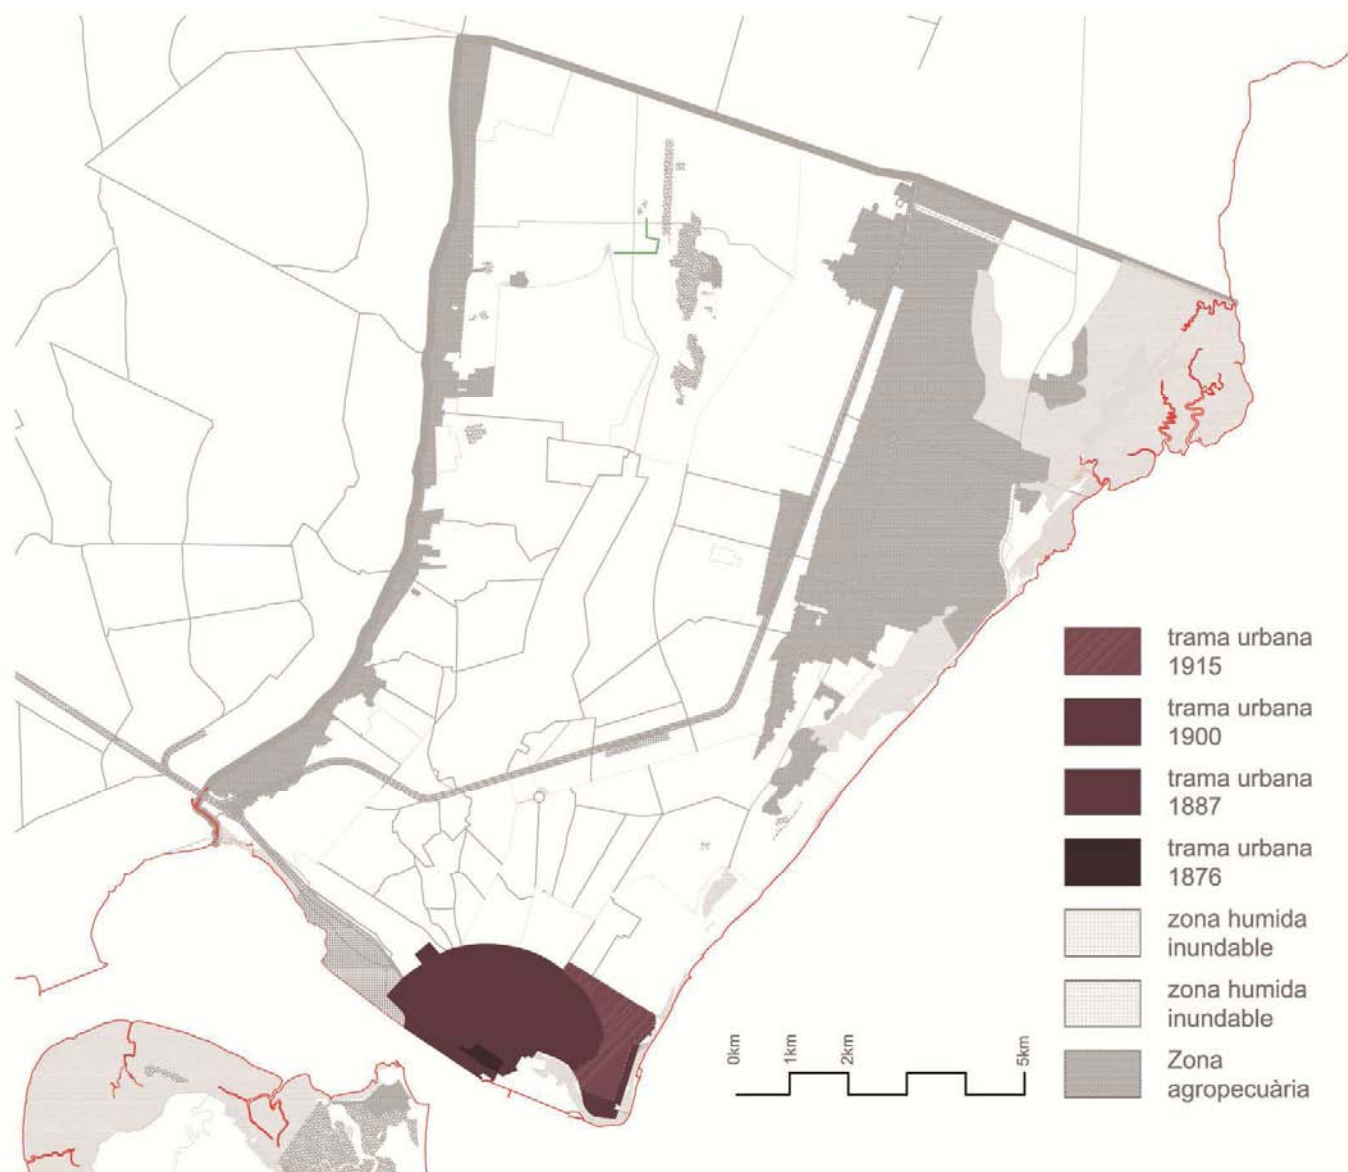 trama urbana
1915
trama urbana
1900
trama urbana
1887
trama urbana
1876
zona humida
inundable
zona humida
inundable
Zona
agropecuària
0km
1km
2km
5km